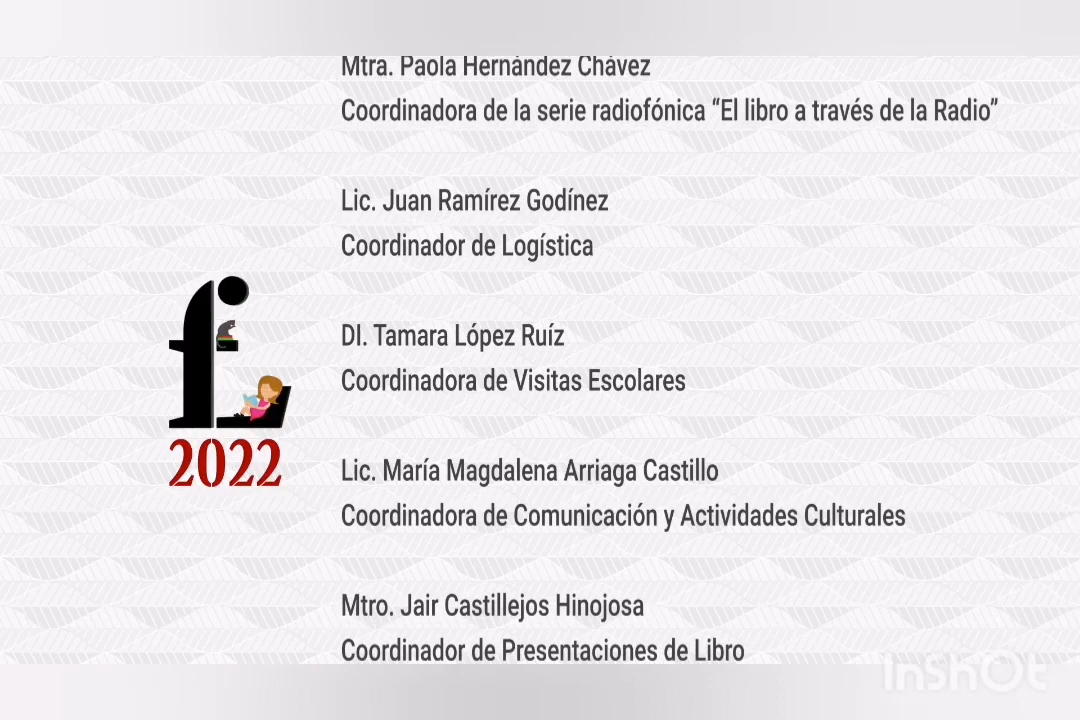 Mtra. Paola Hernández Chávez
Coordinadora de la serie radiofónica “El libro a través de la Radio”
Lic. Juan Ramírez Godínez
Coordinador de Logística
DI. Tamara López Ruíz
Coordinadora de Visitas Escolares
Lic. María Magdalena Arriaga Castillo
Coordinadora de Comunicación y Actividades Culturales
Mtro. Jair Castillejos Hinojosa
Coordinador de Presentaciones de Libro
fiL
2022
InShOt